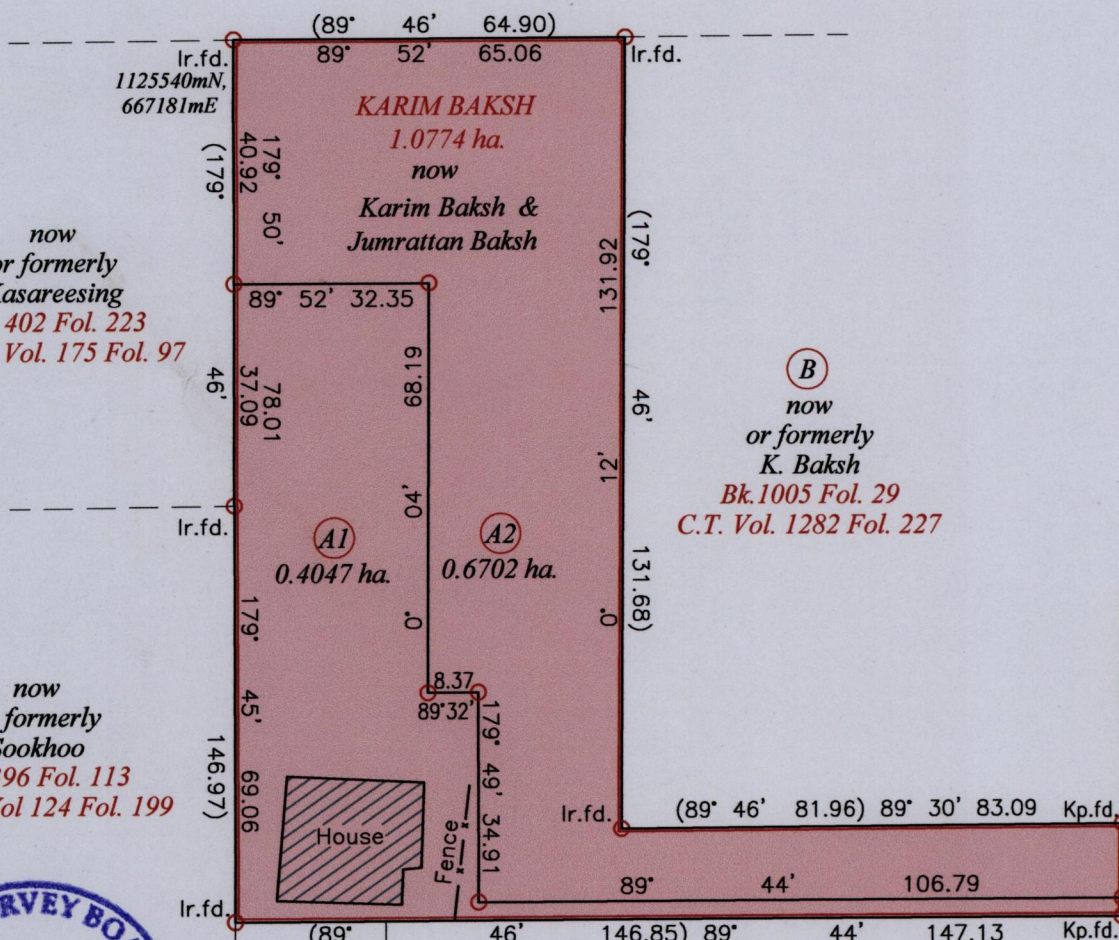 (89° 46' 64.90)
89° 52' 65.06
Ir.fd.
1125540mN,
667181mE
Ir.fd.
KARIM BAKSH
1.0774 ha.
now
Karim Baksh &
Jumrattan Baksh
(179° 46' 146.97)
179° 50' 78.01
40.92
37.09
now
or formerly
402 Fol. 223
Vol. 175 Fol. 97
89° 52' 32.35
0° 04' 68.19
(179° 46' 131.68)
0° 12' 131.92
B
now
or formerly
K. Baksh
Bk.1005 Fol. 29
C.T. Vol. 1282 Fol. 227
Ir.fd.
A1
0.4047 ha.
A2
0.6702 ha.
179° 45' 69.06
now
formerly
Sookhoo
96 Fol. 113
Vol 124 Fol. 199
8.37
89°32'
179° 49' 34.91
House
Fence
Ir.fd.
(89° 46' 81.96) 89° 30' 83.09 Kp.fd.
89° 44' 106.79
Ir.fd.
(89° 46' 146.85) 89° 44' 147.13 Kp.fd.
RVEY BO